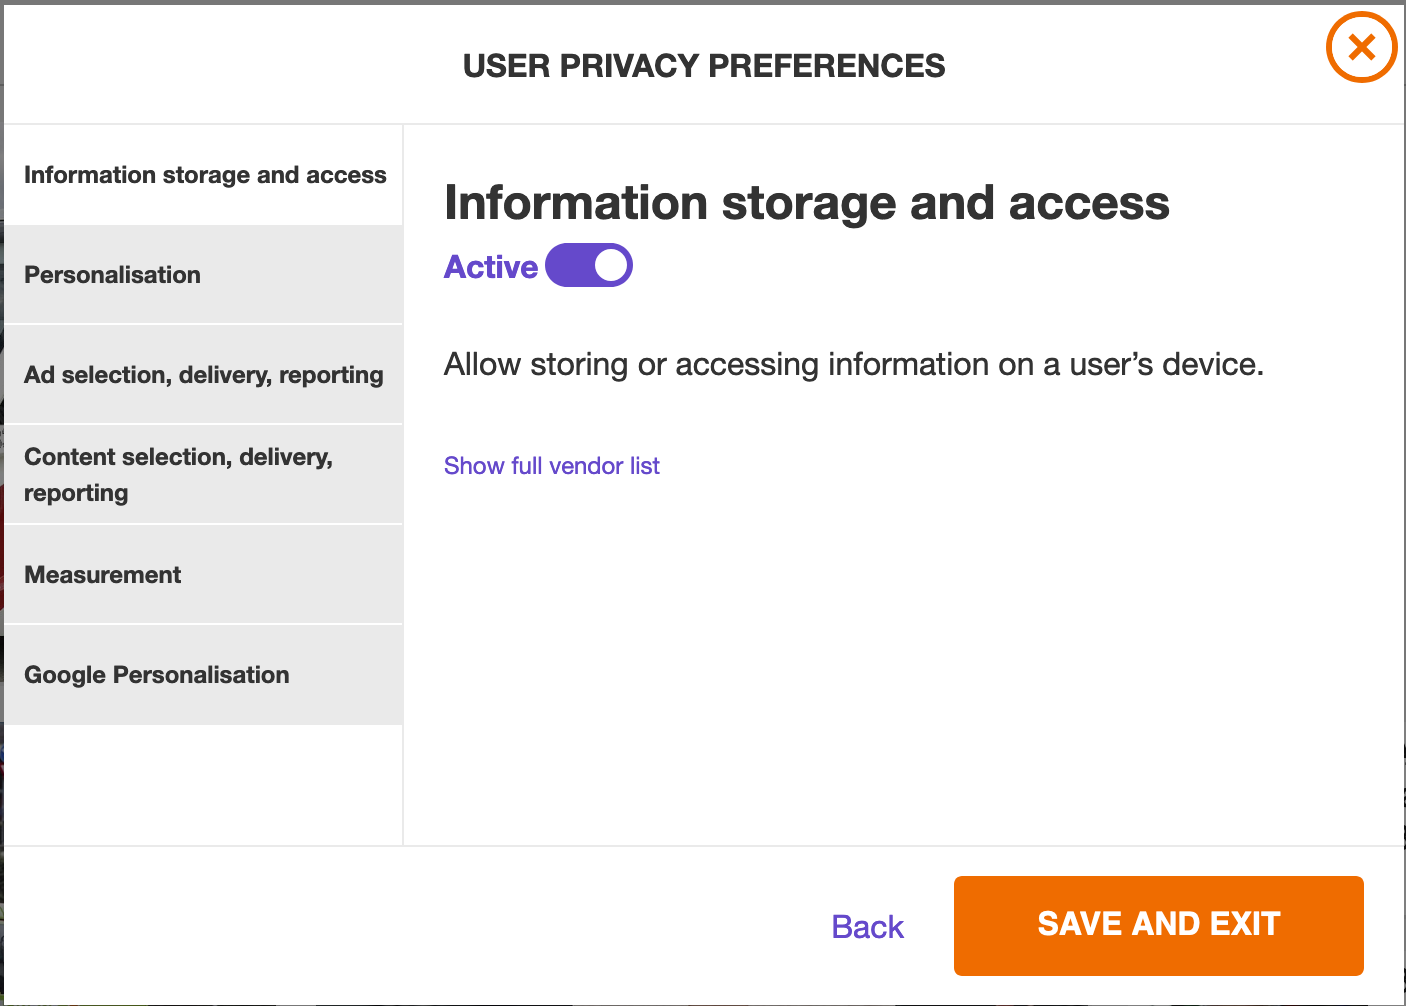 USER PRIVACY PREFERENCES
Information storage and access
Personalisation
Ad selection, delivery, reporting
Content selection, delivery,
reporting
Measurement
Google Personalisation
Information storage and access
Active
Allow storing or accessing information on a user’s device.
Show full vendor list
Back
SAVE AND EXIT